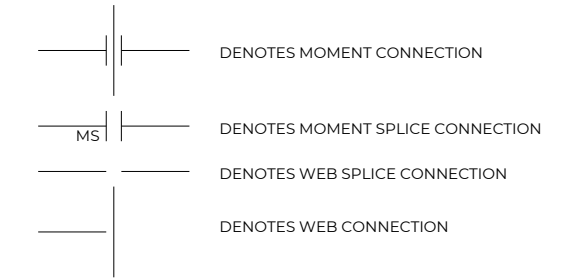 DENOTES MOMENT CONNECTION
MS
DENOTES MOMENT SPLICE CONNECTION
DENOTES WEB SPLICE CONNECTION
DENOTES WEB CONNECTION